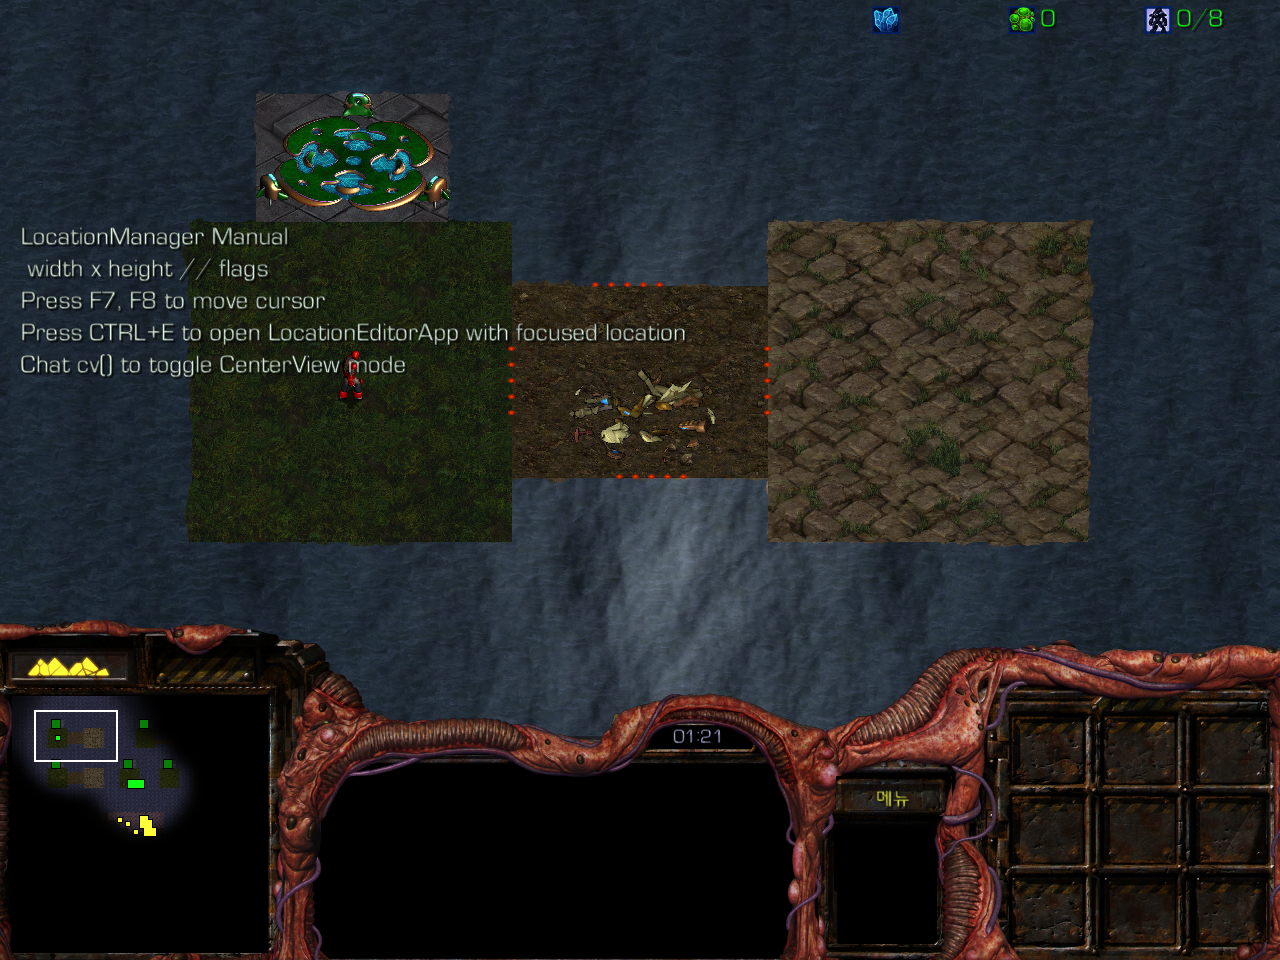 0
0/8
LocationManager Manual
width x height // flags
Press F7, F8 to move cursor
Press CTRL+E to open LocationEditorApp with focused location
Chat cv() to toggle CenterView mode
01:21
메뉴